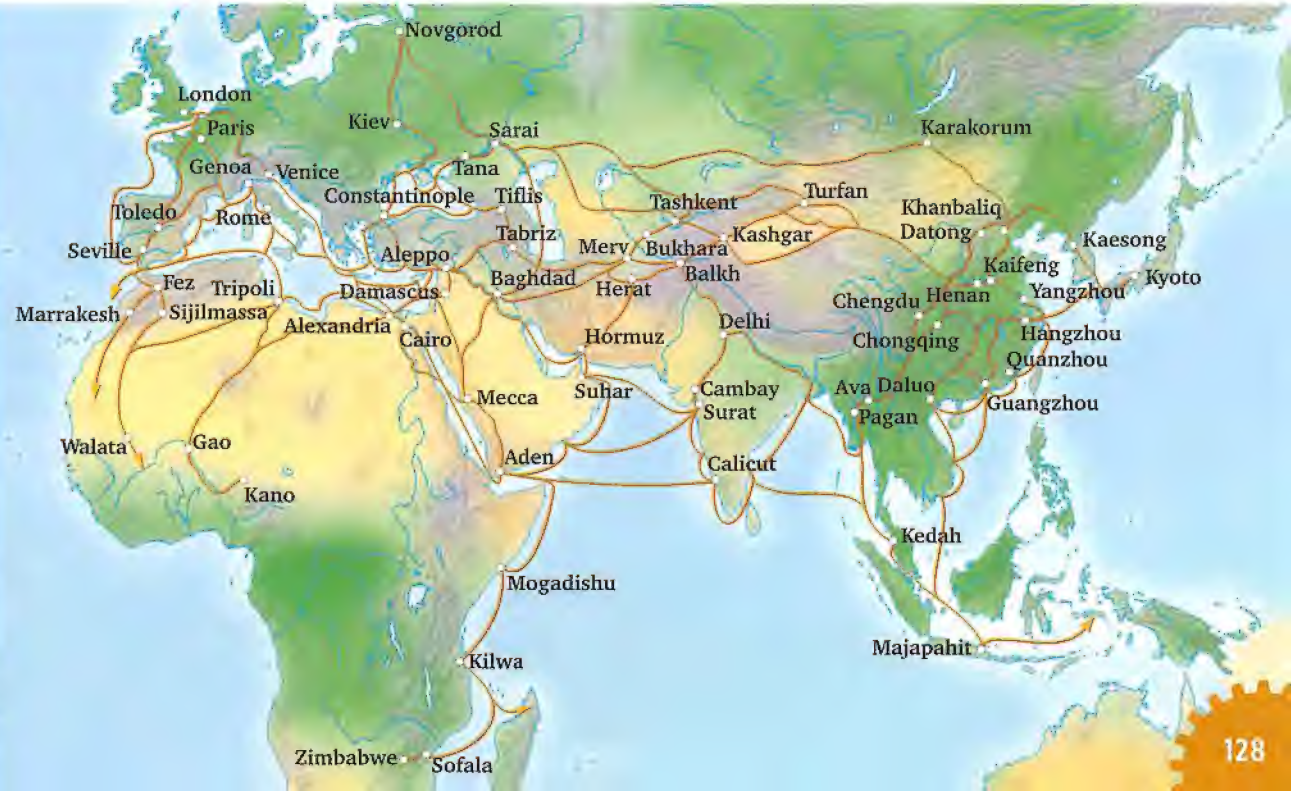 Novgorod
London
Paris
Kiev
Sarai
Karakorum
Genoa
Venice
Tana
Constantinople
Tiflis
Tashkent
Turfan
Toledo
Rome
Khanbaliq
Datong
Seville
Aleppo
Tabriz
Merv
Bukhara
Kashgar
Kaesong
Fez
Tripoli
Damascus
Baghdad
Herat
Balkh
Kaifeng
Kyoto
Marrakesh
Sijilmassa
Alexandria
Cairo
Hormuz
Delhi
Chengdu
Henan
Yangzhou
Chongqing
Hangzhou
Quanzhou
Mecca
Suhar
Cambay
Surat
Ava
Daluo
Pagan
Guangzhou
Walata
Gao
Aden
Calicut
Kano
Kedah
Mogadishu
Majapahit
Kilwa
Zimbabwe
Sofala
128